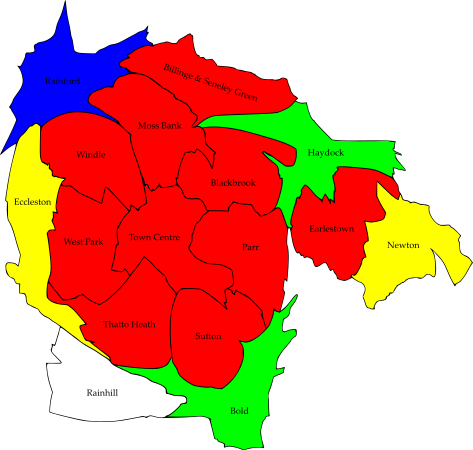 Rainford
Billinge & Seneley Green
Moss Bank
Windle
Haydock
Blackbrook
Eccleston
Earlestown
West Park
Town Centre
Parr
Newton
Thatto Heath
Sutton
Rainhill
Bold